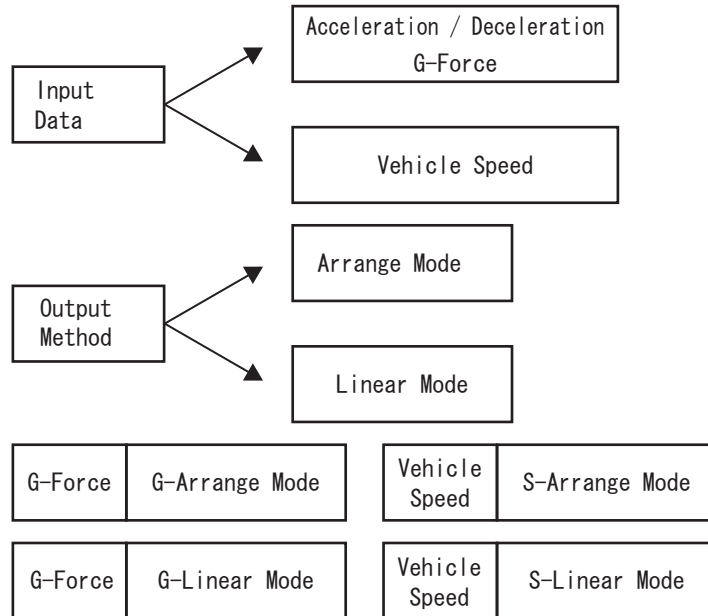 Acceleration / Deceleration
G-Force
Input
Data
Vehicle Speed
Arrange Mode
Output
Method
Linear Mode
G-Force
G-Arrange Mode
Vehicle
Speed
S-Arrange Mode
G-Force
G-Linear Mode
Vehicle
Speed
S-Linear Mode